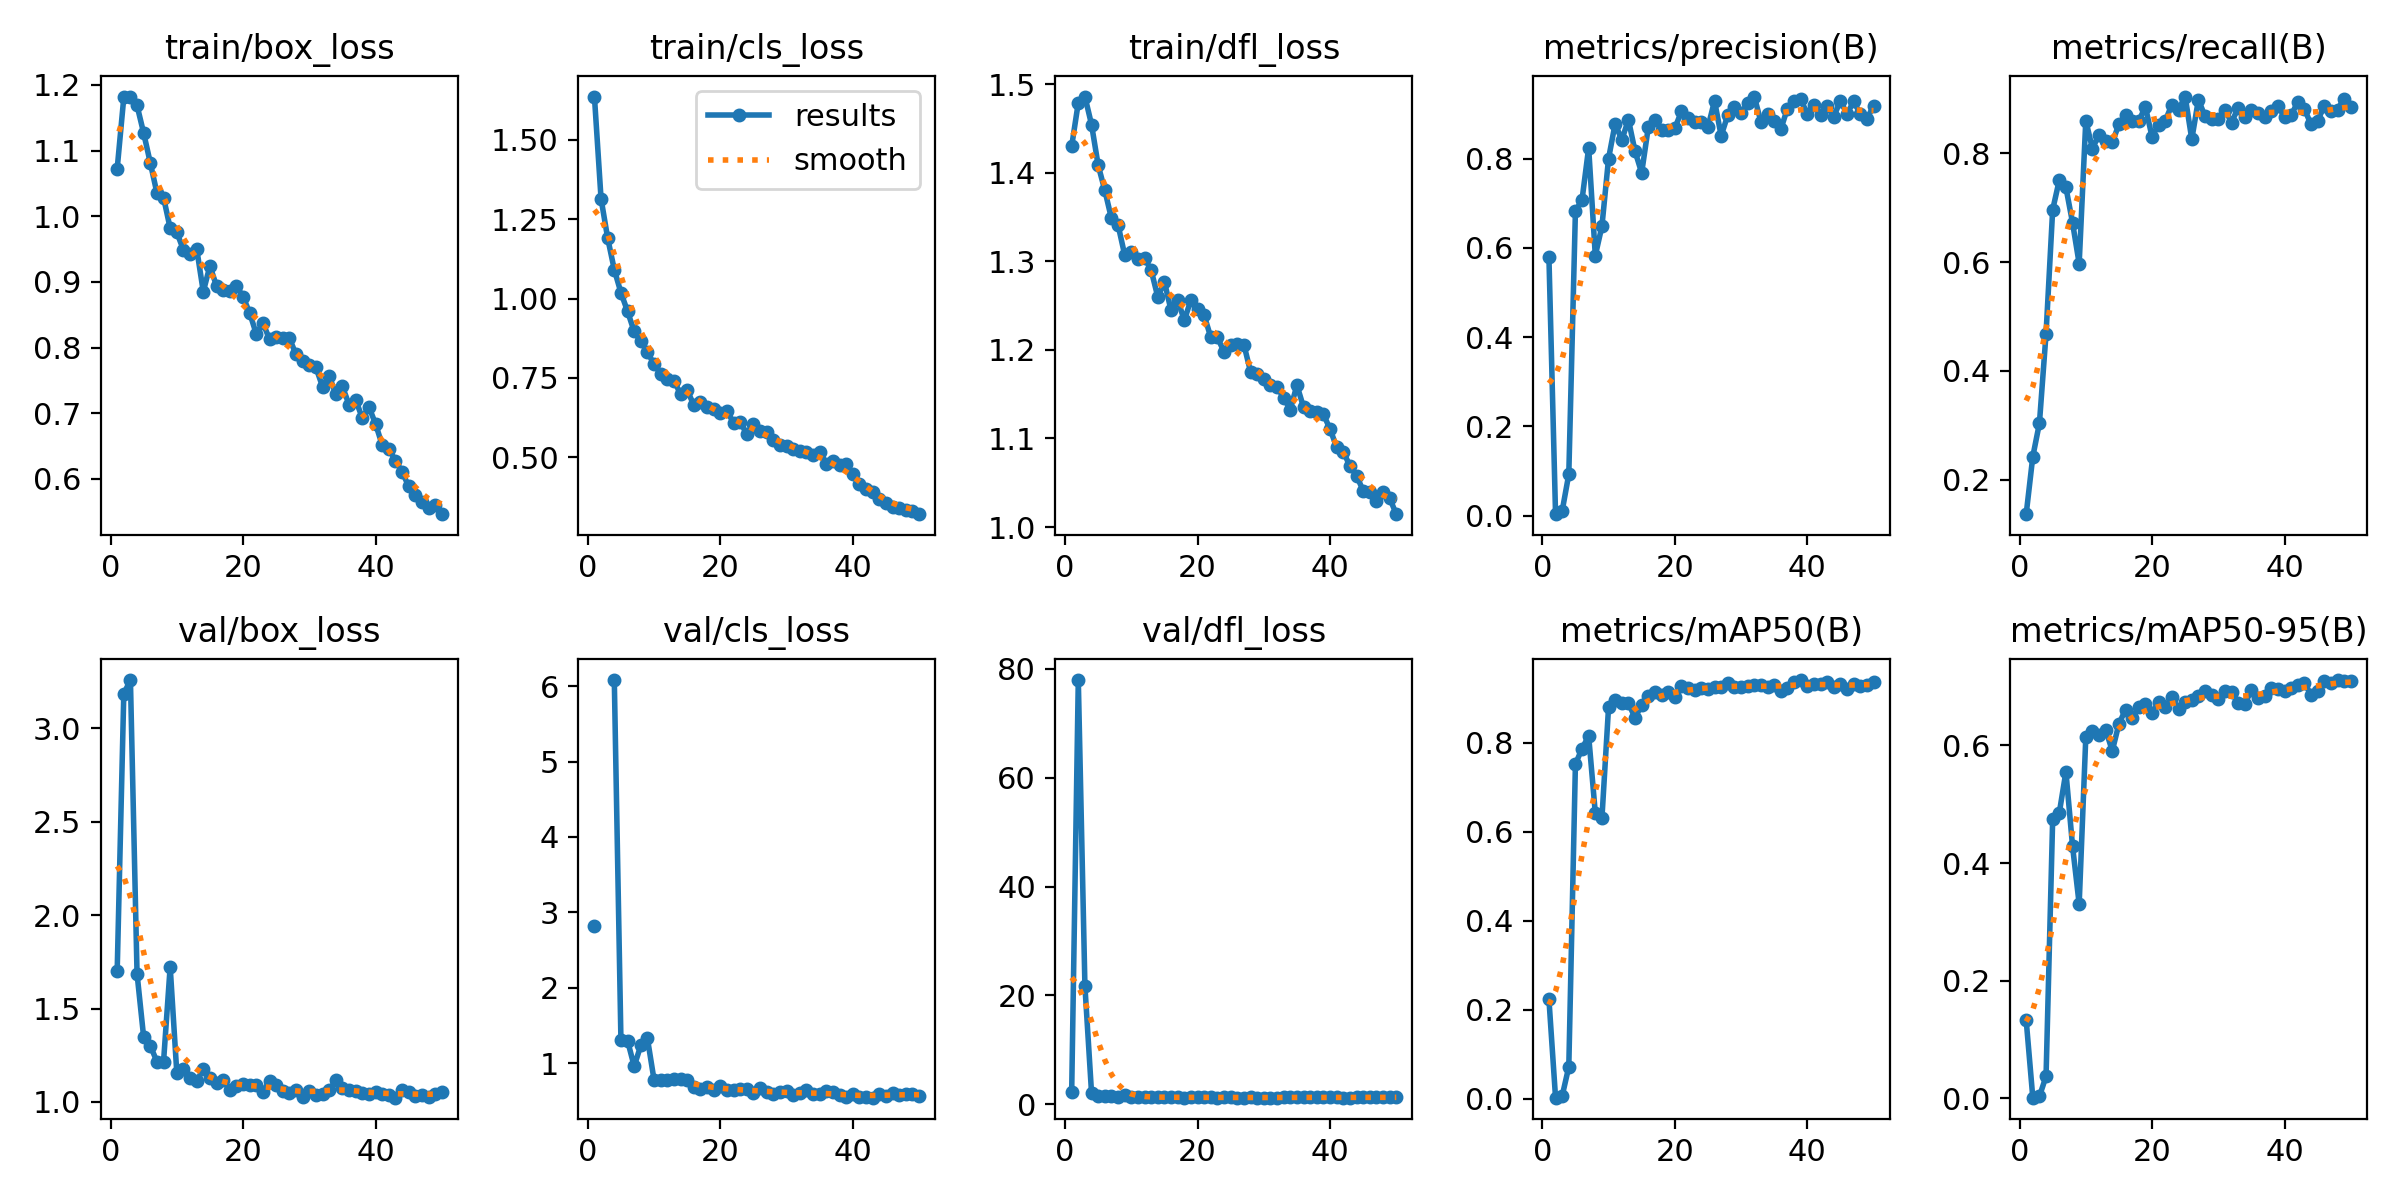 train/box_loss
1.2
1.1
1.0
0.9
0.8
0.7
0.6
0 20 40
train/cls_loss
results
smooth
1.50
1.25
1.00
0.75
0.50
0 20 40
train/dfl_loss
1.5
1.4
1.3
1.2
1.1
1.0
0 20 40
metrics/precision(B)
0.8
0.6
0.4
0.2
0.0
0 20 40
metrics/recall(B)
0.8
0.6
0.4
0.2
0 20 40
val/box_loss
3.0
2.5
2.0
1.5
1.0
0 20 40
val/cls_loss
6
5
4
3
2
1
0 20 40
val/dfl_loss
80
60
40
20
0
0 20 40
metrics/mAP50(B)
0.8
0.6
0.4
0.2
0.0
0 20 40
metrics/mAP50-95(B)
0.6
0.4
0.2
0.0
0 20 40